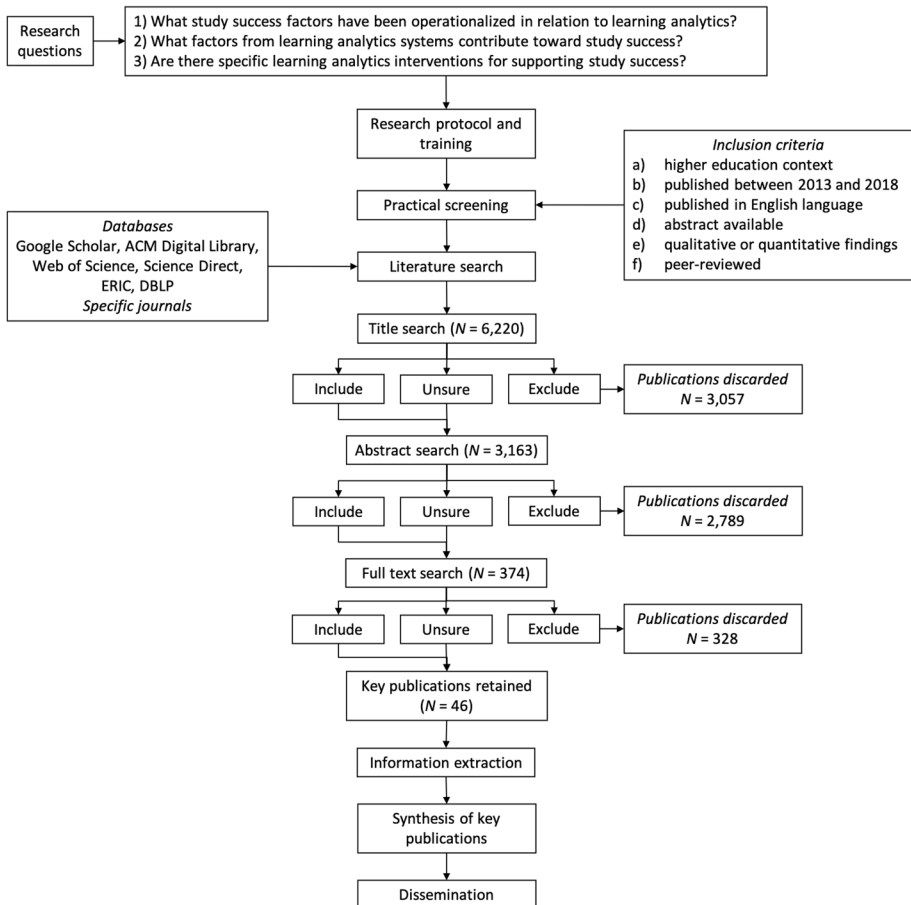 Research
questions
1) What study success factors have been operationalized in relation to learning analytics?
2) What factors from learning analytics systems contribute toward study success?
3) Are there specific learning analytics interventions for supporting study success?
Research protocol and
training
Inclusion criteria
a) higher education context
b) published between 2013 and 2018
c) published in English language
d) abstract available
e) qualitative or quantitative findings
f) peer-reviewed
Practical screening
Databases
Google Scholar, ACM Digital Library,
Web of Science, Science Direct,
ERIC, DBLP
Specific journals
Literature search
Title search (N = 6,220)
Include
Unsure
Exclude
Publications discarded
N = 3,057
Abstract search (N = 3,163)
Include
Unsure
Exclude
Publications discarded
N = 2,789
Full text search (N = 374)
Include
Unsure
Exclude
Publications discarded
N = 328
Key publications retained
(N = 46)
Information extraction
Synthesis of key
publications
Dissemination